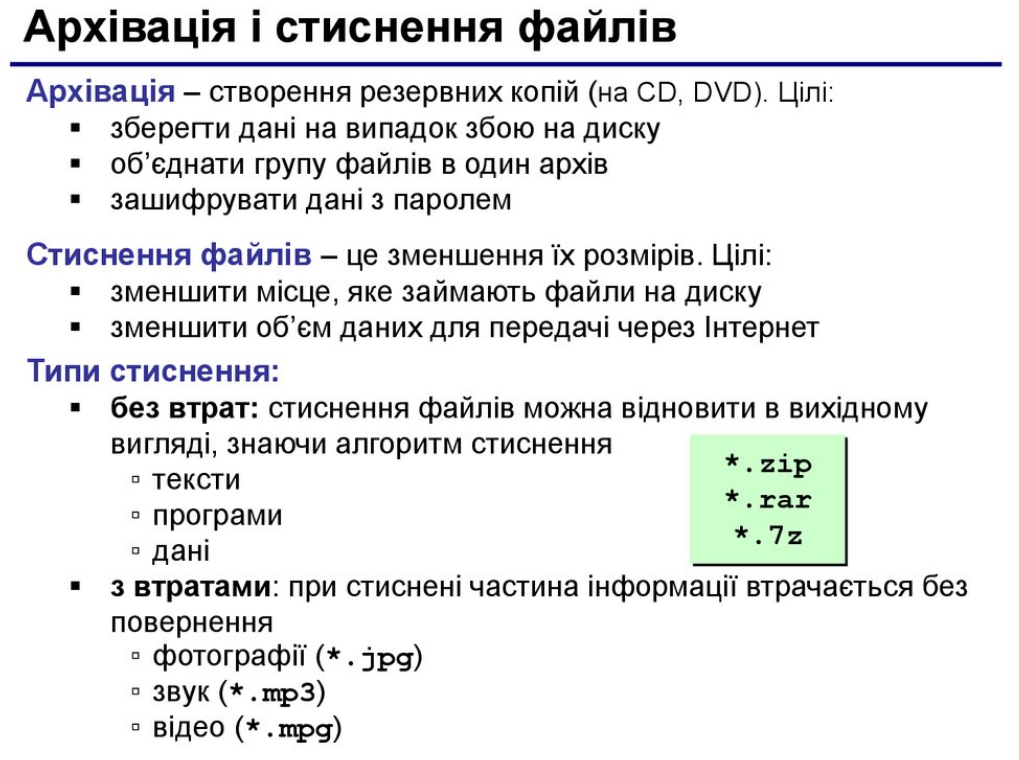 Архівація і стиснення файлів
Архівація – створення резервних копій (на CD, DVD). Цілі:
▪ зберегти дані на випадок збою на диску
▪ об’єднати групу файлів в один архів
▪ зашифрувати дані з паролем
Стиснення файлів – це зменшення їх розмірів. Цілі:
▪ зменшити місце, яке займають файли на диску
▪ зменшити об’єм даних для передачі через Інтернет
Типи стиснення:
▪ без втрат: стиснення файлів можна відновити в вихідному
вигляді, знаючи алгоритм стиснення
▫ тексти
▫ програми
▫ дані
*.zip
*.rar
*.7z
▪ з втратами: при стиснені частина інформації втрачається без
повернення
▫ фотографії (*.jpg)
▫ звук (*.mp3)
▫ відео (*.mpg)